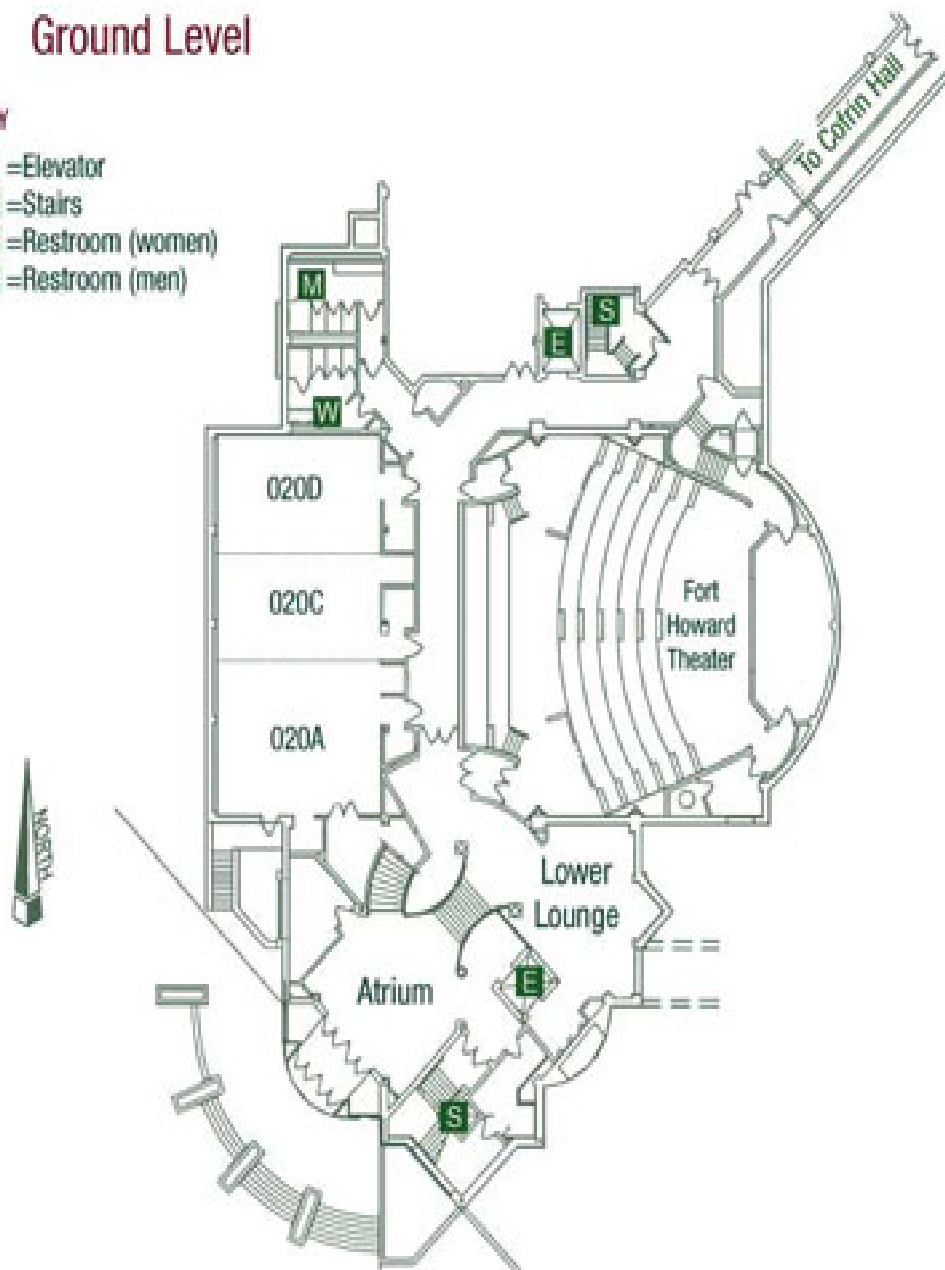 Ground Level
Y
=Elevator
=Stairs
=Restroom (women)
=Restroom (men)
To Cofrin Hall
M
S
E
W
020D
020C
Fort
Howard
Theater
020A
NORTH
Lower
Lounge
E
Atrium
S